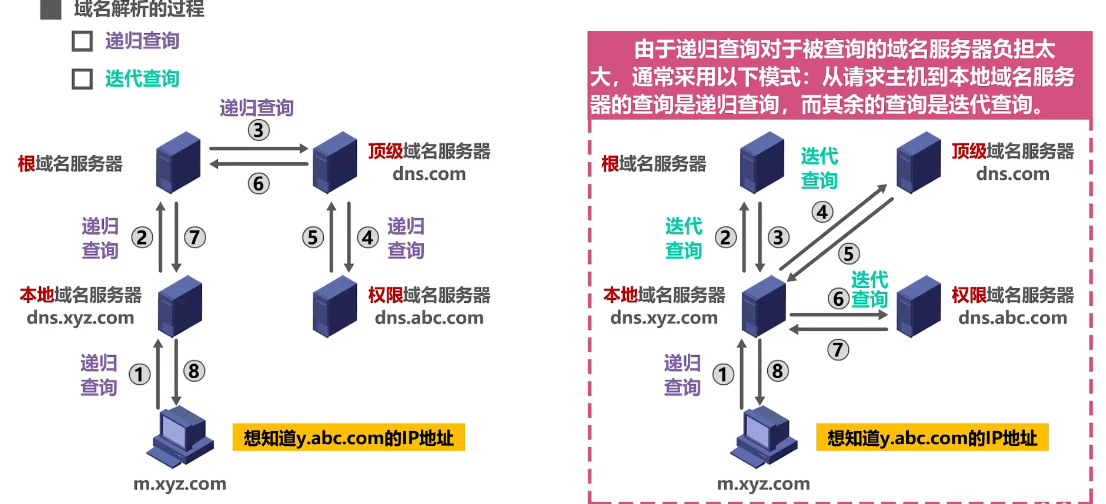 域名解析的过程
递归查询
迭代查询
递归查询
③
根域名服务器
顶级域名服务器
dns.com
⑥
递归
查询
②
⑦
⑤
④
递归
查询
本地域名服务器
dns.xyz.com
权限域名服务器
dns.abc.com
递归
查询
①
⑧
想知道y.abc.com的IP地址
m.xyz.com
由于递归查询对于被查询的域名服务器负担太
大，通常采用以下模式：从请求主机到本地域名服务
器的查询是递归查询，而其余的查询是迭代查询。
根域名服务器
迭代
查询
顶级域名服务器
dns.com
④
迭代
查询
②
③
⑤
本地域名服务器
dns.xyz.com
迭代
查询
⑥
权限域名服务器
dns.abc.com
⑦
递归
查询
①
⑧
想知道y.abc.com的IP地址
m.xyz.com